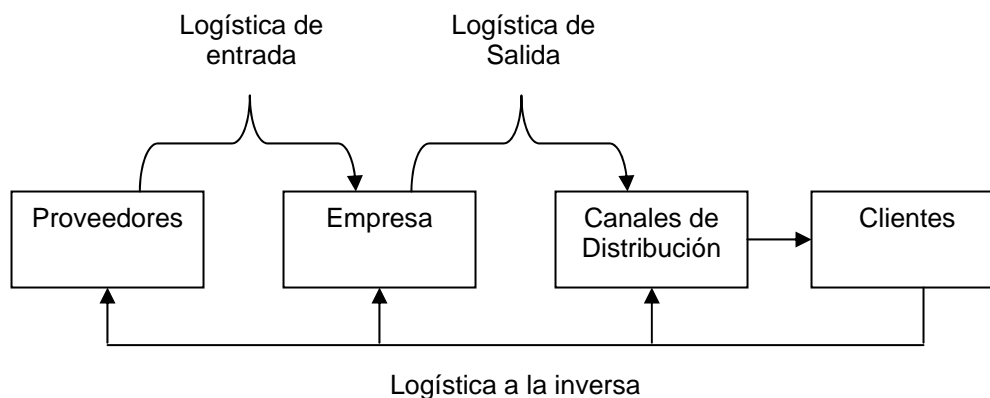 Logística de
entrada
Logística de
Salida
Proveedores
Empresa
Canales de
Distribución
Clientes
Logística a la inversa